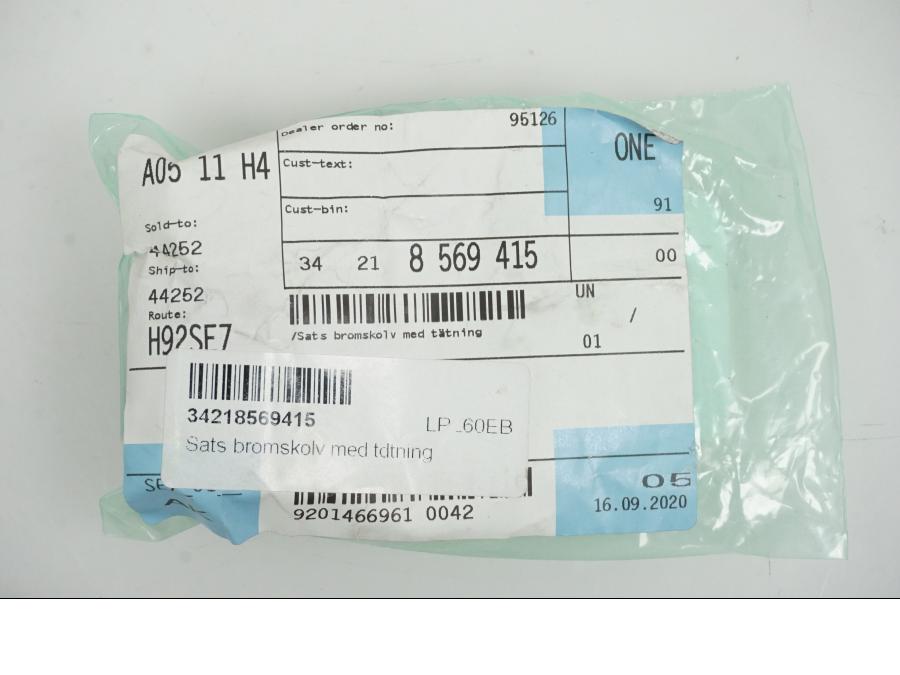 Dealer order no: 95126
ONE
A05 11 H4
Cust-text:
Cust-bin:
91
Sold-to:
44252
34 21 8 569 415
00
Ship-to:
44252
UN
/
Route:
H92SE7
/Sats bromskolv med tätning
01
34218569415
LP_60EB
Sats bromskolv med tdtning
05
16.09.2020
9201466961 0042